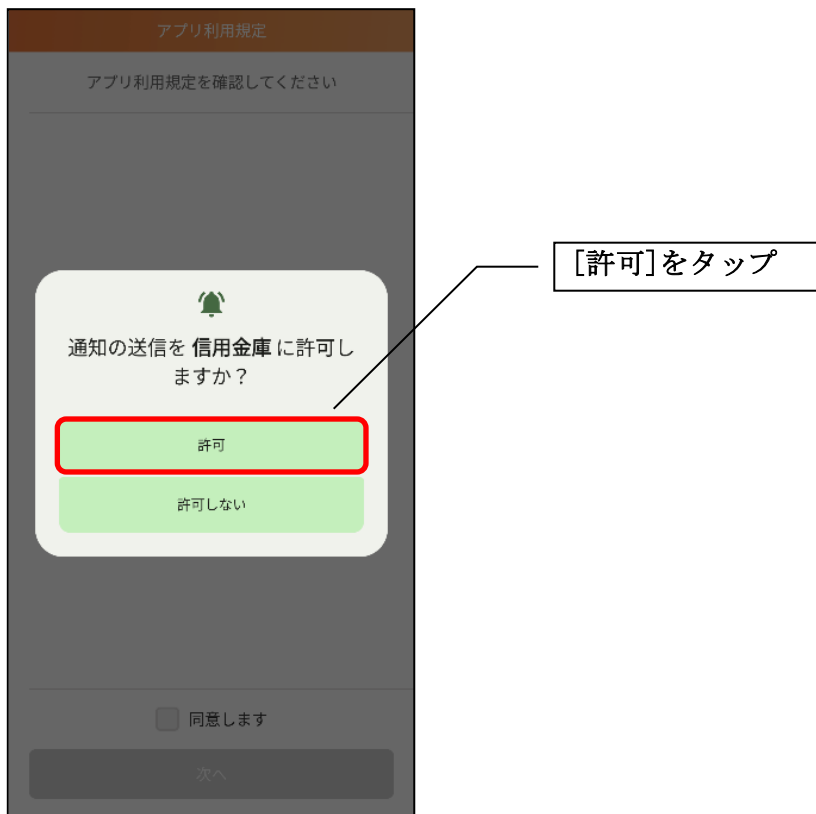 アプリ利用規定
アプリ利用規定を確認してください
[許可]をタップ
通知の送信を 信用金庫 に許可し
ますか？
許可
許可しない
同意します
次へ